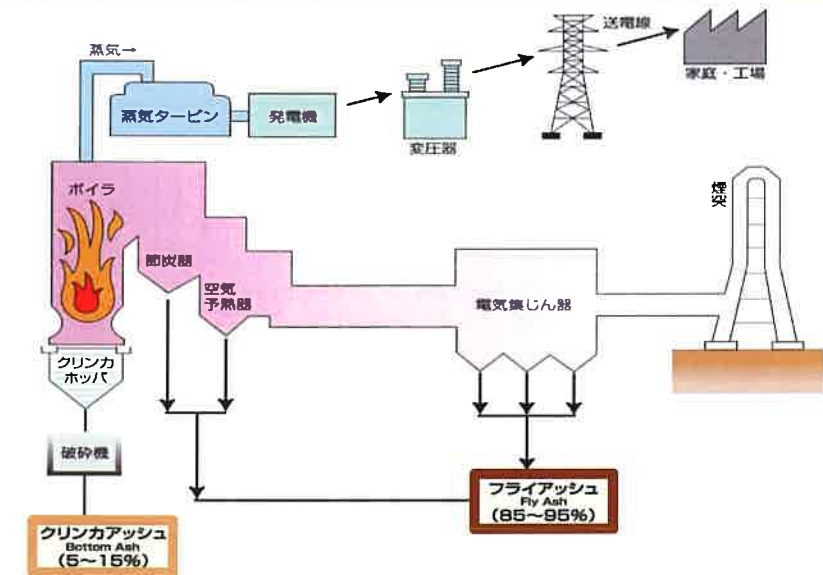 蒸気→
蒸気タービン
発電機
変圧器
送電線
家庭・工場
ボイラ
節炭器
空気
予熱器
電気集じん器
煙突
クリンカ
ホッパ
破砕機
クリンカアッシュ
Bottom Ash
(5〜15%)
フライアッシュ
Fly Ash
(85〜95%)